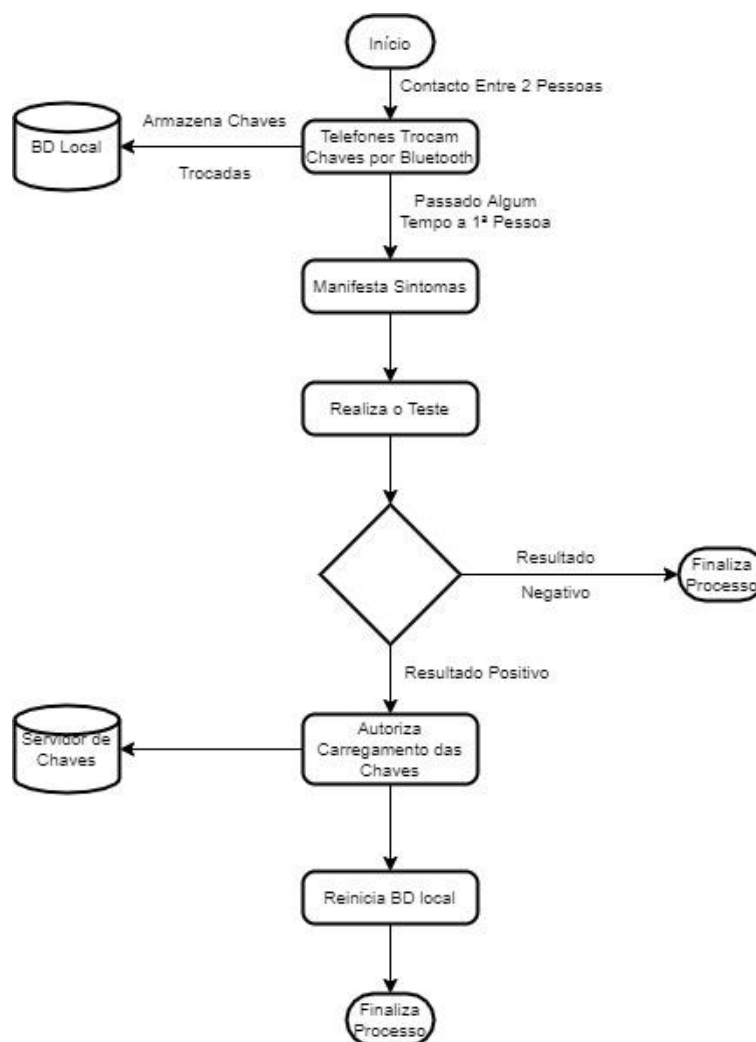 Início
Contacto Entre 2 Pessoas
Armazena Chaves
Trocadas
BD Local
Telefones Trocam
Chaves por Bluetooth
Passado Algum
Tempo a 1ª Pessoa
Manifesta Sintomas
Realiza o Teste
Resultado
Negativo
Finaliza
Processo
Resultado Positivo
Autoriza
Carregamento das
Chaves
Servidor de
Chaves
Reinicia BD local
Finaliza
Processo